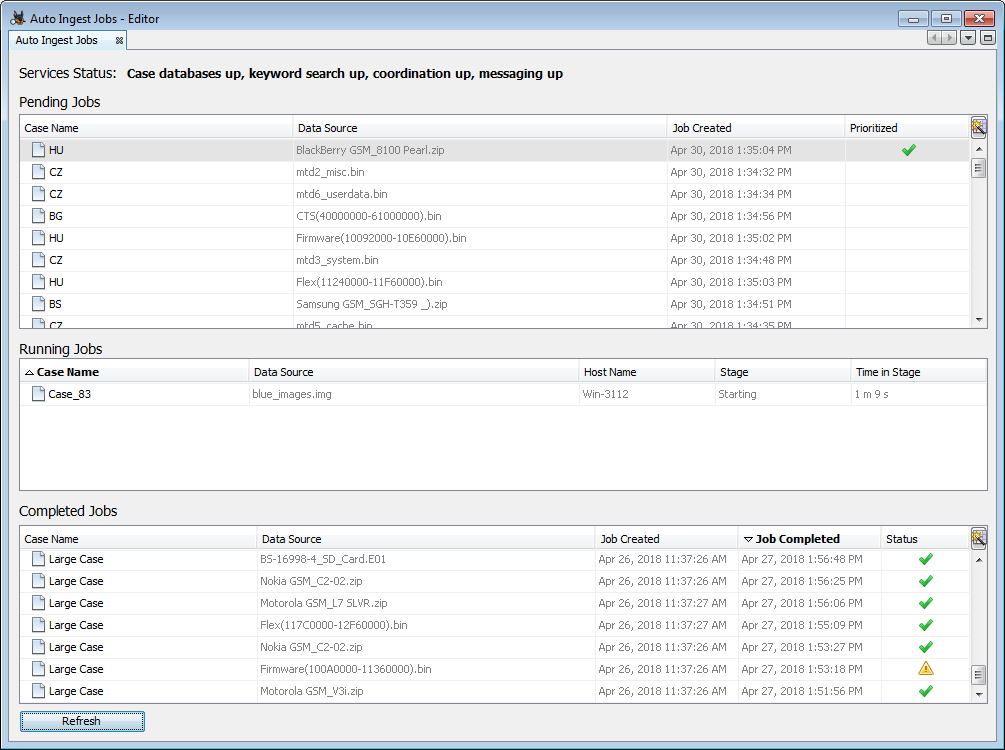 Auto Ingest Jobs - Editor
Auto Ingest Jobs
Services Status: Case databases up, keyword search up, coordination up, messaging up
Pending Jobs
Case Name Data Source Job Created Prioritized
HU BlackBerry GSM_8100 Pearl.zip Apr 30, 2018 1:35:04 PM
CZ mtd2_misc.bin Apr 30, 2018 1:34:32 PM
CZ mtd6_userdata.bin Apr 30, 2018 1:34:34 PM
BG CTS(40000000-61000000).bin Apr 30, 2018 1:34:56 PM
HU Firmware(10092000-10E60000).bin Apr 30, 2018 1:35:02 PM
CZ mtd3_system.bin Apr 30, 2018 1:34:48 PM
HU Flex(11240000-11F60000).bin Apr 30, 2018 1:35:03 PM
BS Samsung GSM_SGH-T359 _).zip Apr 30, 2018 1:34:51 PM
CZ mtd5_cache.bin Apr 30, 2018 1:34:35 PM
Running Jobs
Case Name Data Source Host Name Stage Time in Stage
Case_83 blue_images.img Win-3112 Starting 1 m 9 s
Completed Jobs
Case Name Data Source Job Created Job Completed Status
Large Case BS-16998-4_SD_Card.E01 Apr 26, 2018 11:37:26 AM Apr 27, 2018 1:56:48 PM
Large Case Nokia GSM_C2-02.zip Apr 26, 2018 11:37:26 AM Apr 27, 2018 1:56:25 PM
Large Case Motorola GSM_L7 SLVR.zip Apr 26, 2018 11:37:27 AM Apr 27, 2018 1:56:06 PM
Large Case Flex(117C0000-12F60000).bin Apr 26, 2018 11:37:27 AM Apr 27, 2018 1:55:09 PM
Large Case Nokia GSM_C2-02.zip Apr 26, 2018 11:37:26 AM Apr 27, 2018 1:53:27 PM
Large Case Firmware(100A0000-11360000).bin Apr 26, 2018 11:37:26 AM Apr 27, 2018 1:53:18 PM
Large Case Motorola GSM_V3i.zip Apr 26, 2018 11:37:26 AM Apr 27, 2018 1:51:56 PM
Refresh